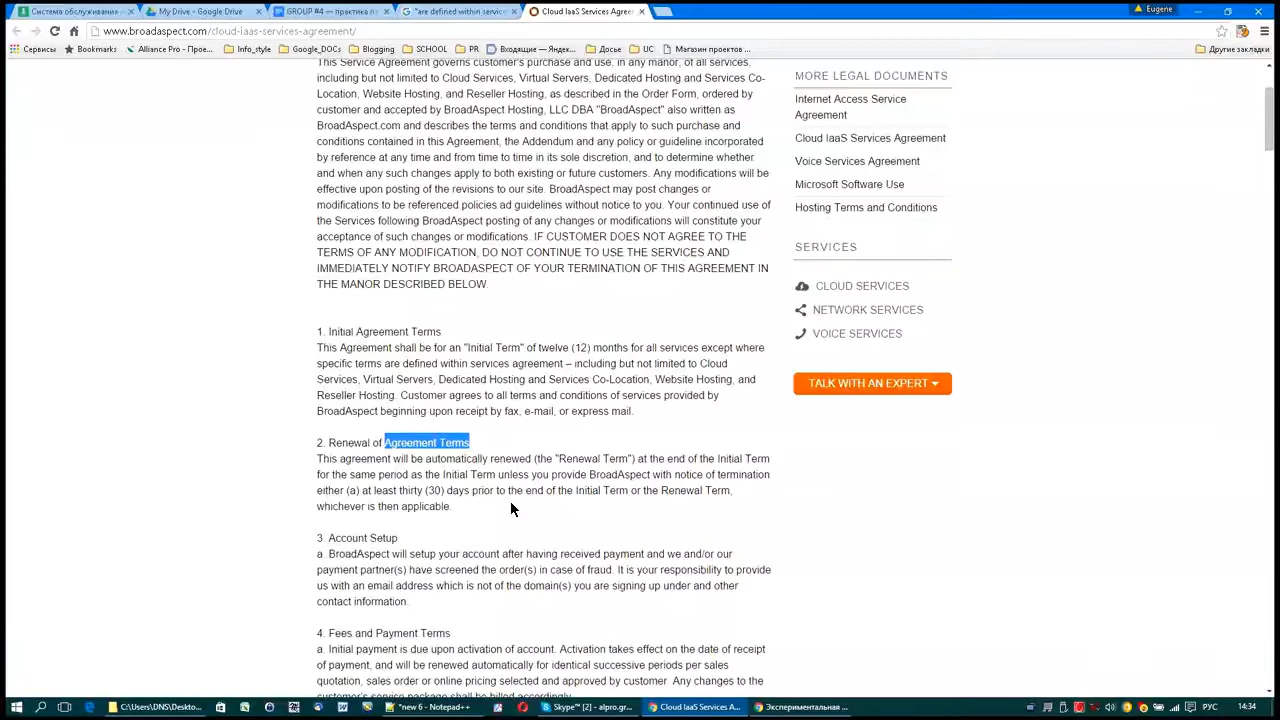 Система обслуживания
My Drive - Google Drive
GROUP #4 — практика п
"are defined within service
Cloud IaaS Services Agree
Eugene
www.broadaspect.com/cloud-iaas-services-agreement/
Сервисы
Bookmarks
Alliance Pro - Прое...
Info_style
Google_DOCs
Blogging
SCHOOL
PR
Входящие — Яндек...
Досье
UC
Магазин проектов ...
Другие закладки
This Service Agreement governs customer's purchase and use, in any manor, of all services,
including but not limited to Cloud Services, Virtual Servers, Dedicated Hosting and Services Co-
Location, Website Hosting, and Reseller Hosting, as described in the Order Form, ordered by
customer and accepted by BroadAspect Hosting, LLC DBA "BroadAspect" also written as
BroadAspect.com and describes the terms and conditions that apply to such purchase and
conditions contained in this Agreement, the Addendum and any policy or guideline incorporated
by reference at any time and from time to time in its sole discretion, and to determine whether
and when any such changes apply to both existing or future customers. Any modifications will be
effective upon posting of the revisions to our site. BroadAspect may post changes or
modifications to be referenced policies ad guidelines without notice to you. Your continued use of
the Services following BroadAspect posting of any changes or modifications will constitute your
acceptance of such changes or modifications. IF CUSTOMER DOES NOT AGREE TO THE
TERMS OF ANY MODIFICATION, DO NOT CONTINUE TO USE THE SERVICES AND
IMMEDIATELY NOTIFY BROADASPECT OF YOUR TERMINATION OF THIS AGREEMENT IN
THE MANOR DESCRIBED BELOW.
1. Initial Agreement Terms
This Agreement shall be for an "Initial Term" of twelve (12) months for all services except where
specific terms are defined within services agreement – including but not limited to Cloud
Services, Virtual Servers, Dedicated Hosting and Services Co-Location, Website Hosting, and
Reseller Hosting. Customer agrees to all terms and conditions of services provided by
BroadAspect beginning upon receipt by fax, e-mail, or express mail.
2. Renewal of Agreement Terms
This agreement will be automatically renewed (the "Renewal Term") at the end of the Initial Term
for the same period as the Initial Term unless you provide BroadAspect with notice of termination
either (a) at least thirty (30) days prior to the end of the Initial Term or the Renewal Term,
whichever is then applicable.
3. Account Setup
a. BroadAspect will setup your account after having received payment and we and/or our
payment partner(s) have screened the order(s) in case of fraud. It is your responsibility to provide
us with an email address which is not of the domain(s) you are signing up under and other
contact information.
4. Fees and Payment Terms
a. Initial payment is due upon activation of account. Activation takes effect on the date of receipt
of payment, and will be renewed automatically for identical successive periods per sales
quotation, sales order or online pricing selected and approved by customer. Any changes to the
customer's service package shall be billed accordingly.
MORE LEGAL DOCUMENTS
Internet Access Service
Agreement
Cloud IaaS Services Agreement
Voice Services Agreement
Microsoft Software Use
Hosting Terms and Conditions
SERVICES
CLOUD SERVICES
NETWORK SERVICES
VOICE SERVICES
TALK WITH AN EXPERT
C:\Users\DNS\Deskto...
*new 6 - Notepad++
Skype™ [2] - alpro.gr...
Cloud IaaS Services A...
Экспериментальная ...
РУС
14:34